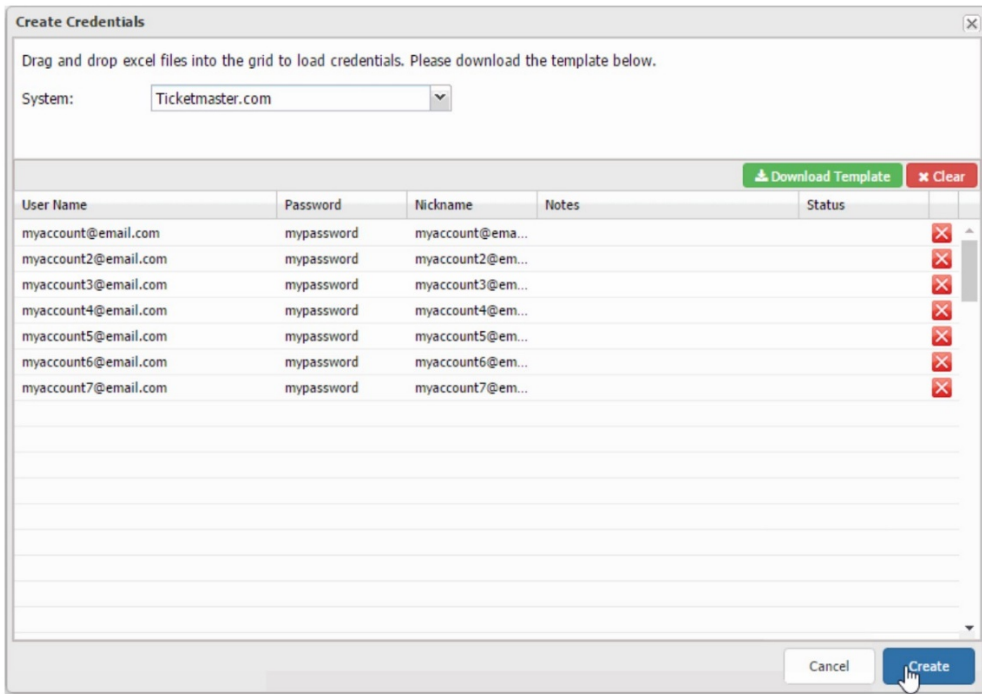 Create Credentials
Drag and drop excel files into the grid to load credentials. Please download the template below.
System: Ticketmaster.com
Download Template Clear
User Name Password Nickname Notes Status
myaccount@email.com mypassword myaccount@ema...
myaccount2@email.com mypassword myaccount2@em...
myaccount3@email.com mypassword myaccount3@em...
myaccount4@email.com mypassword myaccount4@em...
myaccount5@email.com mypassword myaccount5@em...
myaccount6@email.com mypassword myaccount6@em...
myaccount7@email.com mypassword myaccount7@em...
Cancel Create